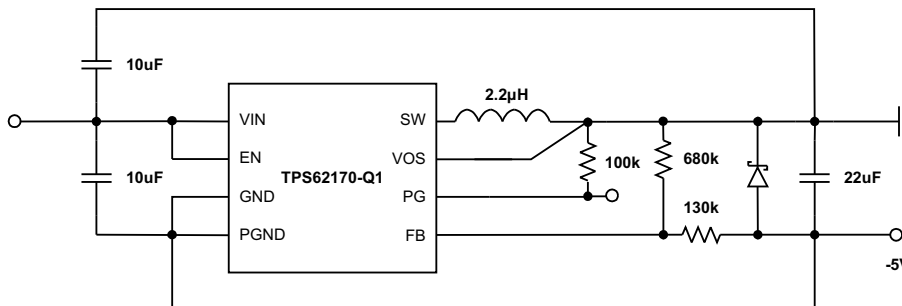 10uF
2.2µH
VIN
SW
EN
VOS
TPS62170-Q1
100k
680k
10uF
22uF
GND
PG
130k
PGND
FB
-5V